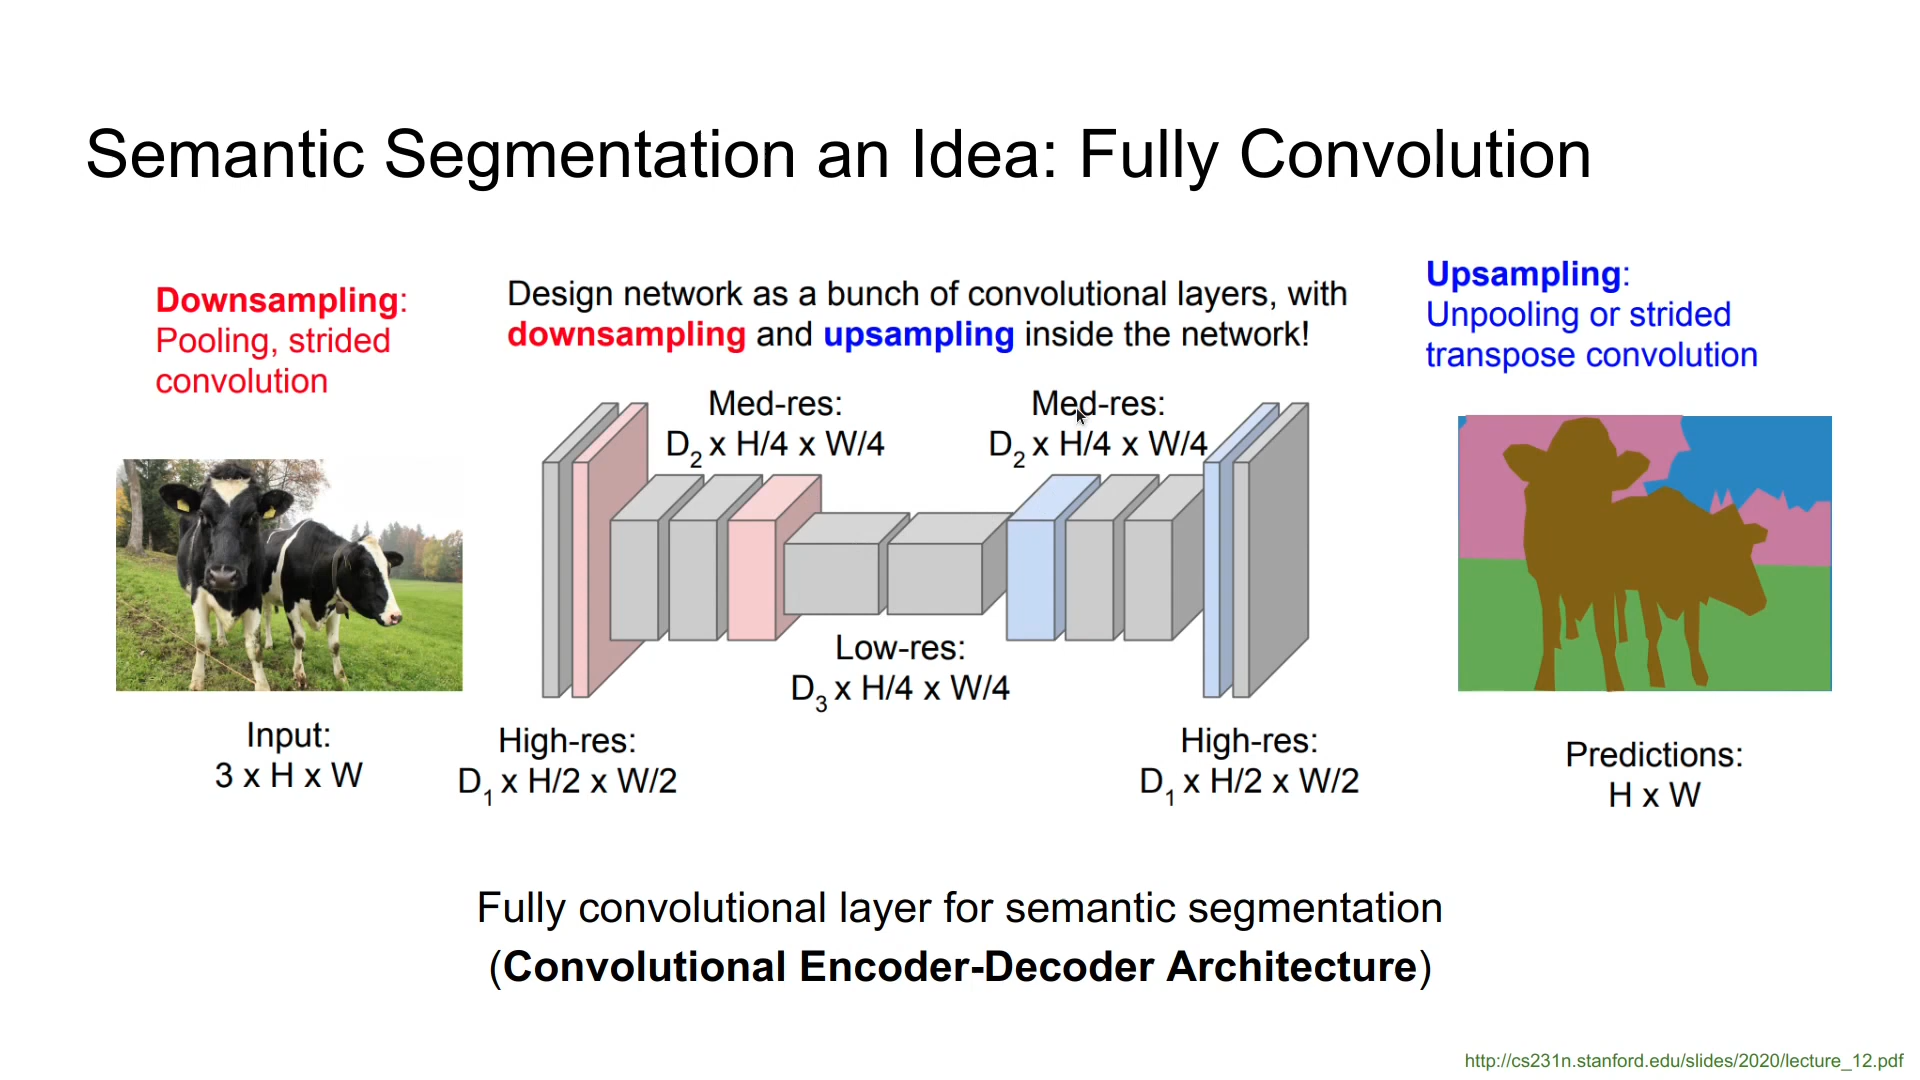 Semantic Segmentation an Idea: Fully Convolution
Downsampling:
Pooling, strided
convolution
Design network as a bunch of convolutional layers, with
downsampling and upsampling inside the network!
Upsampling:
Unpooling or strided
transpose convolution
Med-res:
D2 x H/4 x W/4
Med-res:
D2 x H/4 x W/4
Low-res:
D3 x H/4 x W/4
Input:
3 x H x W
High-res:
D1 x H/2 x W/2
High-res:
D1 x H/2 x W/2
Predictions:
H x W
Fully convolutional layer for semantic segmentation
(Convolutional Encoder-Decoder Architecture)
http://cs231n.stanford.edu/slides/2020/lecture_12.pdf